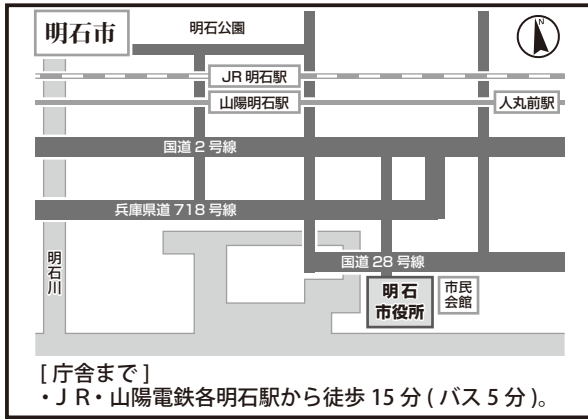 明石市
明石公園
N
JR 明石駅
山陽明石駅
人丸前駅
国道 2 号線
兵庫県道 718 号線
明石川
国道 28 号線
明石
市役所
市民
会館
[ 庁舎まで ]
・J R・山陽電鉄各明石駅から徒歩 15 分 ( バス 5 分 )。